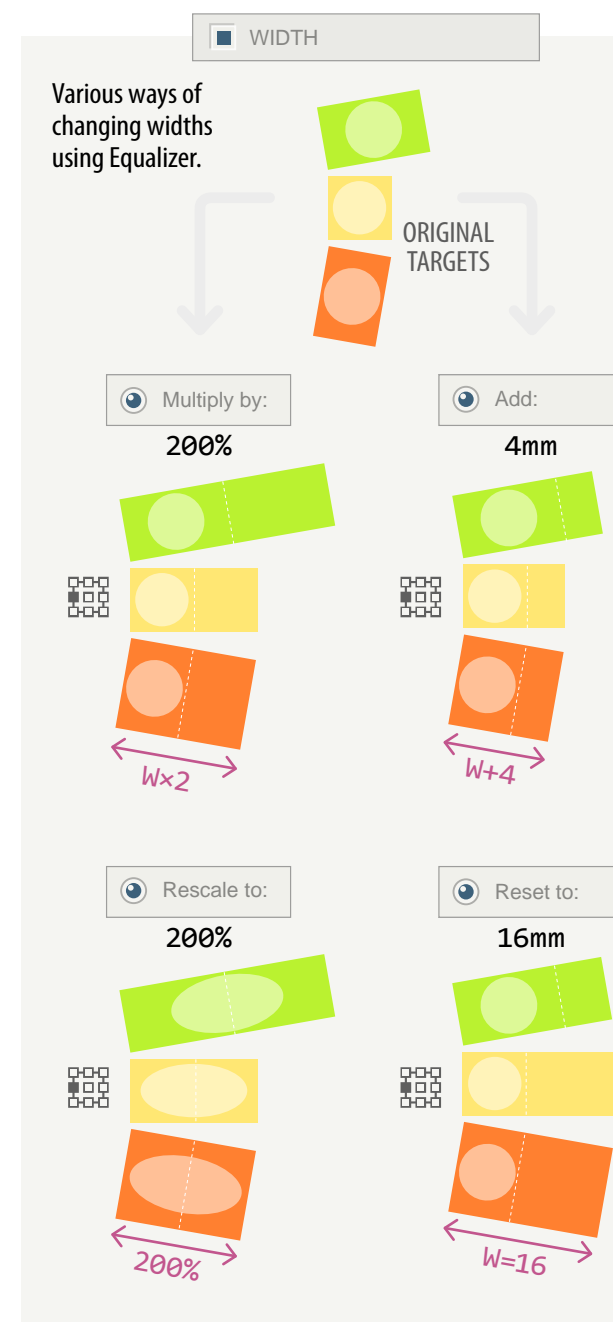 WIDTH
Various ways of
changing widths
using Equalizer.
ORIGINAL
TARGETS
Multiply by:
200%
Add:
4mm
W×2
W+4
Rescale to:
200%
Reset to:
16mm
200%
W=16